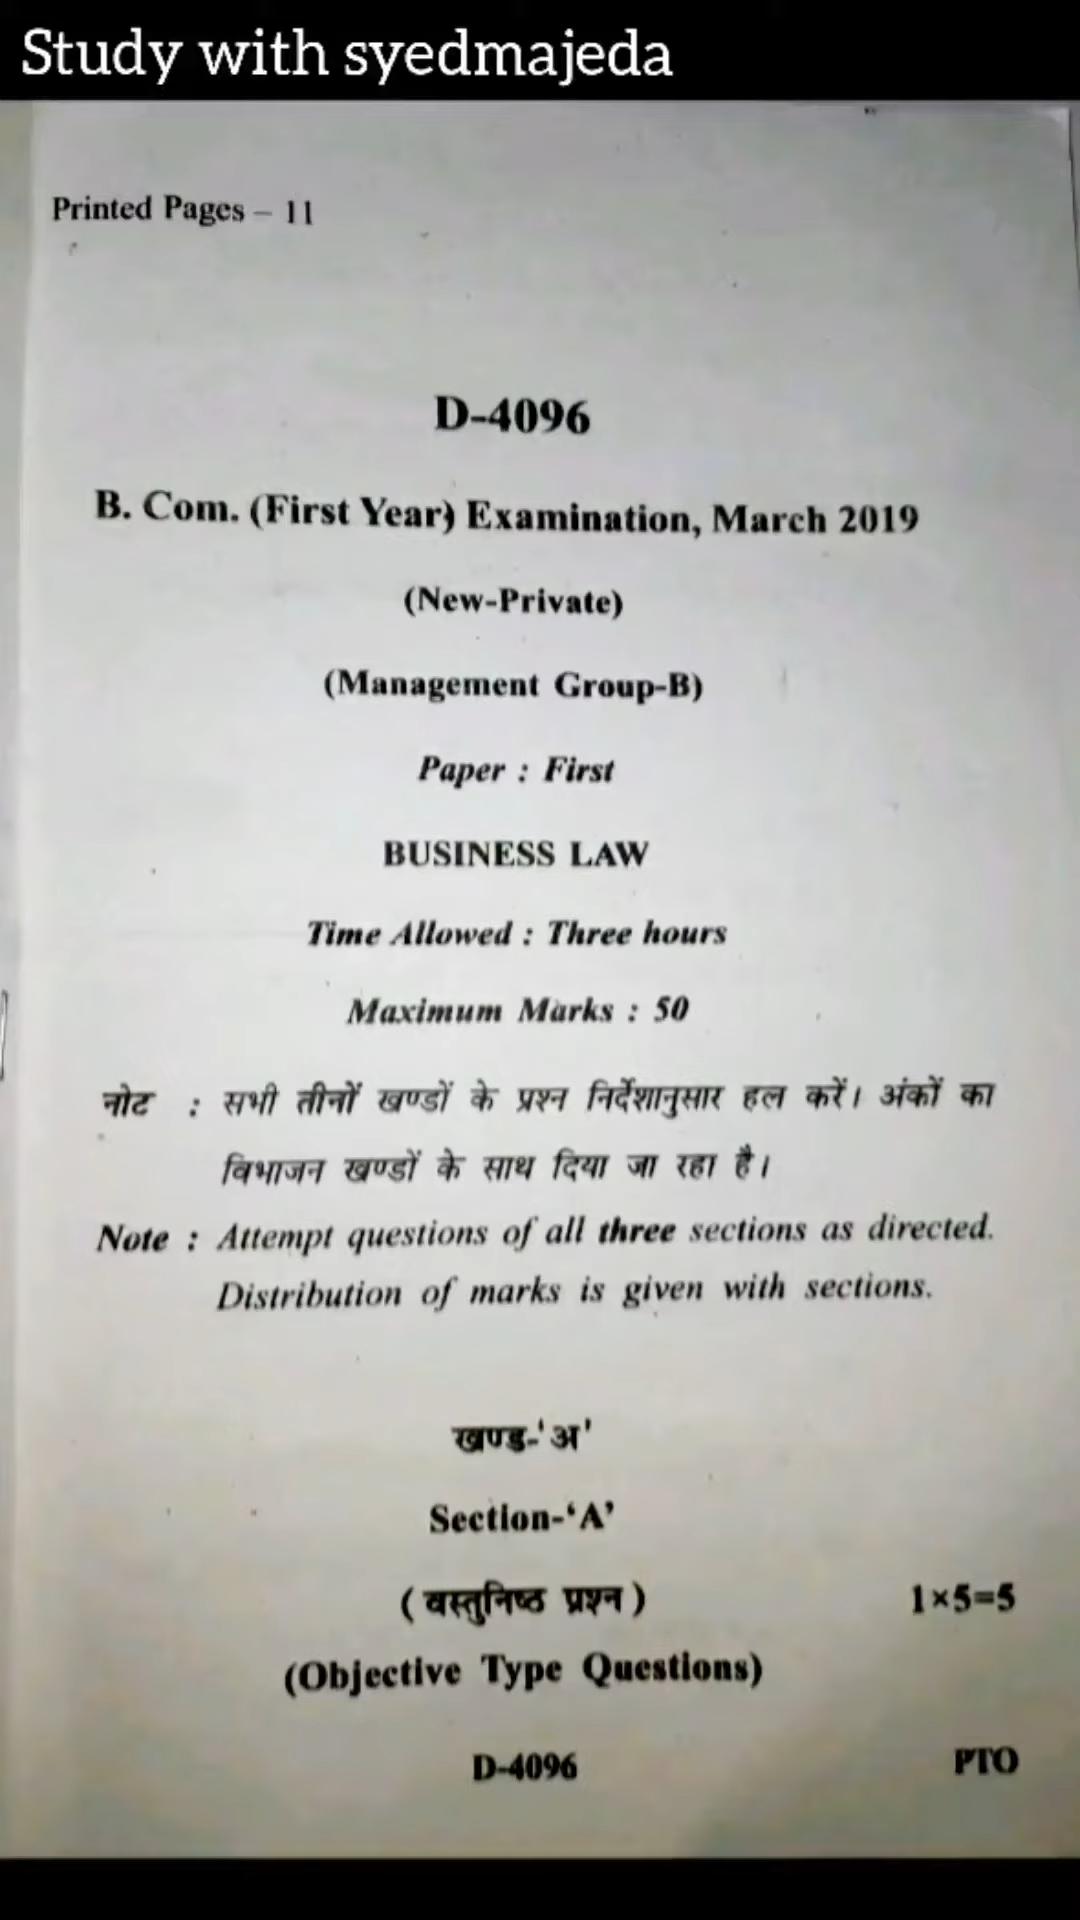 Study with syedmajeda
Printed Pages – 11
D-4096
B. Com. (First Year) Examination, March 2019
(New-Private)
(Management Group-B)
Paper : First
BUSINESS LAW
Time Allowed : Three hours
Maximum Marks : 50
नोट : सभी तीनों खण्डों के प्रश्न निर्देशानुसार हल करें। अंकों का
विभाजन खण्डों के साथ दिया जा रहा है।
Note : Attempt questions of all three sections as directed.
Distribution of marks is given with sections.
खण्ड-'अ'
Section-‘A’
(वस्तुनिष्ठ प्रश्न) 1×5=5
(Objective Type Questions)
D-4096 PTO